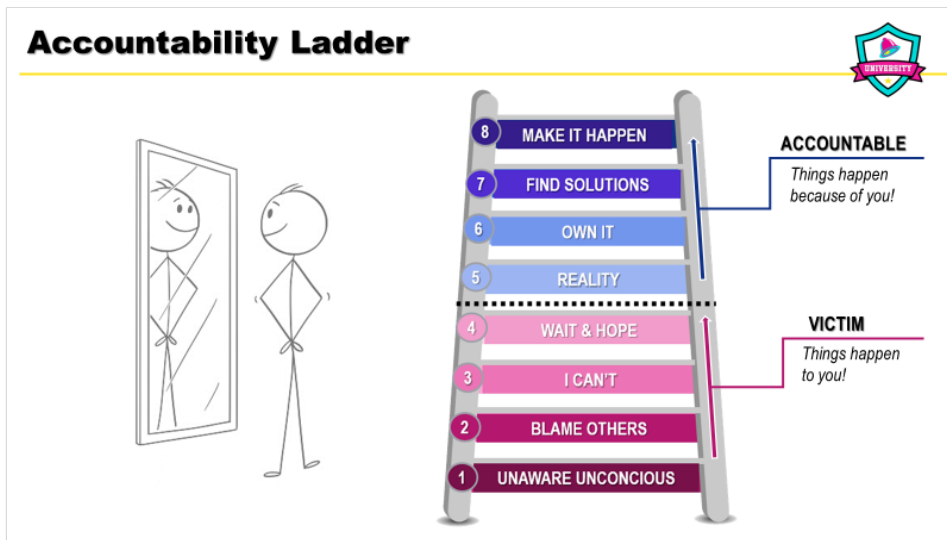 Accountability Ladder
UNIVERSITY
8 MAKE IT HAPPEN
7 FIND SOLUTIONS
6 OWN IT
5 REALITY
4 WAIT & HOPE
3 I CAN'T
2 BLAME OTHERS
1 UNAWARE UNCONCIOUS
ACCOUNTABLE
Things happen
because of you!
VICTIM
Things happen
to you!